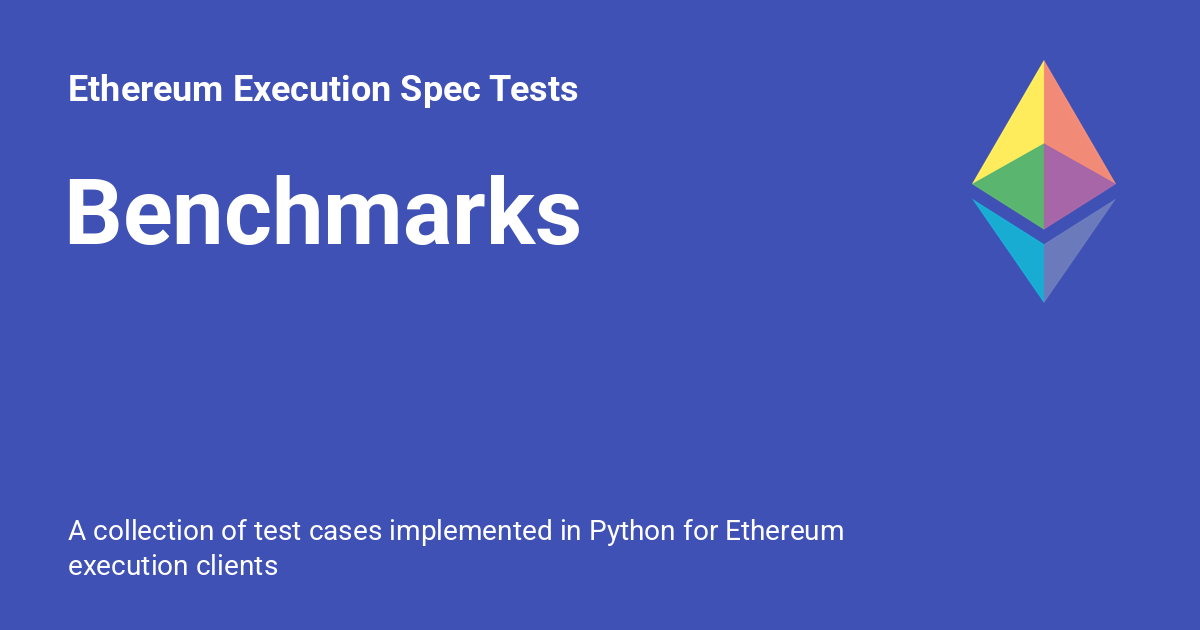 Ethereum Execution Spec Tests
Benchmarks
A collection of test cases implemented in Python for Ethereum
execution clients